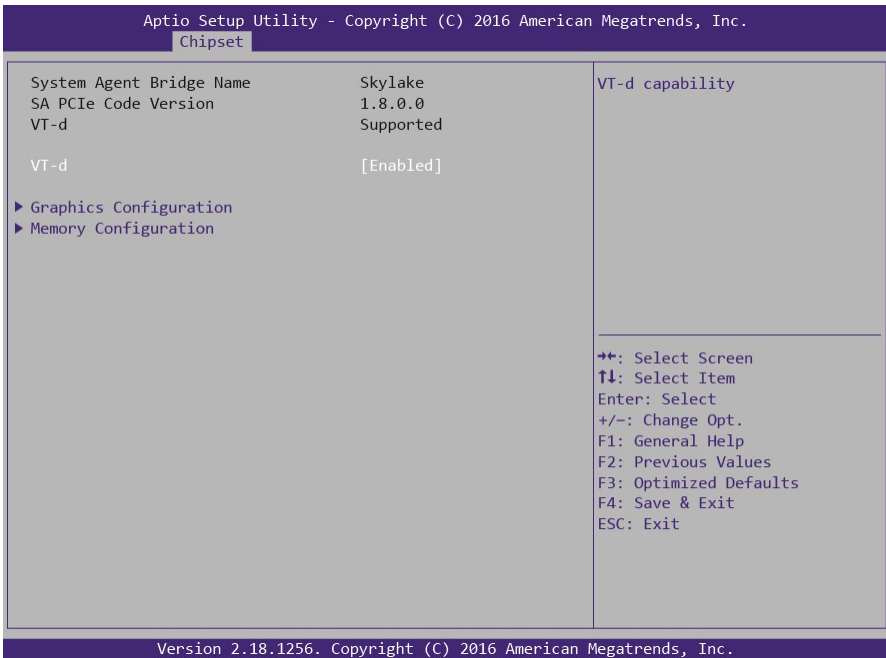 Aptio Setup Utility - Copyright (C) 2016 American Megatrends, Inc.
Chipset
System Agent Bridge Name Skylake
SA PCIe Code Version 1.8.0.0
VT-d Supported
VT-d [Enabled]
Graphics Configuration
Memory Configuration
VT-d capability
→←: Select Screen
↑↓: Select Item
Enter: Select
+/−: Change Opt.
F1: General Help
F2: Previous Values
F3: Optimized Defaults
F4: Save & Exit
ESC: Exit
Version 2.18.1256. Copyright (C) 2016 American Megatrends, Inc.